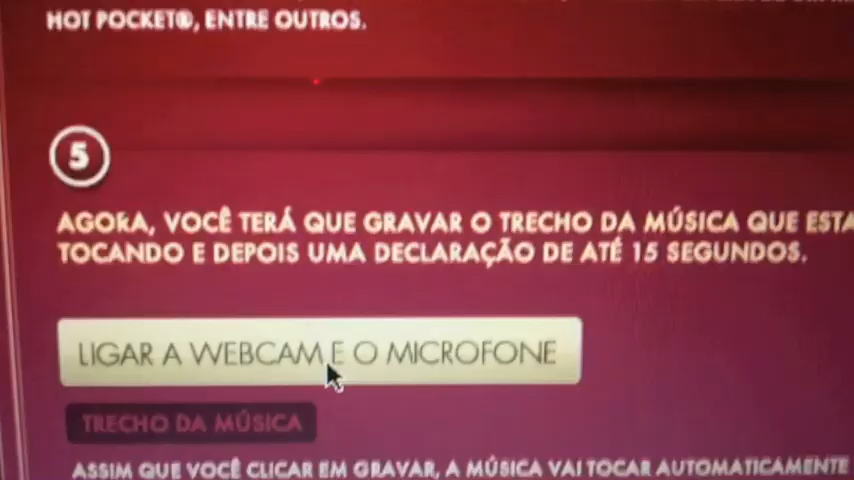 HOT POCKET®, ENTRE OUTROS.
5
AGORA, VOCÊ TERÁ QUE GRAVAR O TRECHO DA MÚSICA QUE ESTA
TOCANDO E DEPOIS UMA DECLARAÇÃO DE ATÉ 15 SEGUNDOS.
LIGAR A WEBCAM E O MICROFONE
TRECHO DA MÚSICA
ASSIM QUE VOCÊ CLICAR EM GRAVAR, A MÚSICA VAI TOCAR AUTOMATICAMENTE